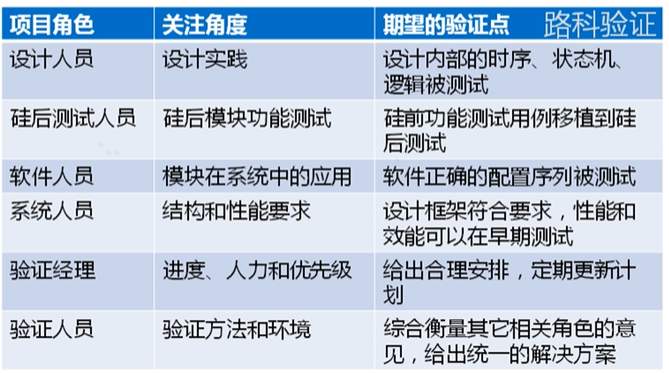 项目角色 关注角度 期望的验证点 路科验证
设计人员 设计实践 设计内部的时序、状态机、
逻辑被测试
硅后测试人员 硅后模块功能测试 硅前功能测试用例移植到硅
后测试
软件人员 模块在系统中的应用 软件正确的配置序列被测试
系统人员 结构和性能要求 设计框架符合要求，性能和
效能可以在早期测试
验证经理 进度、人力和优先级 给出合理安排，定期更新计
划
验证人员 验证方法和环境 综合衡量其它相关角色的意
见，给出统一的解决方案